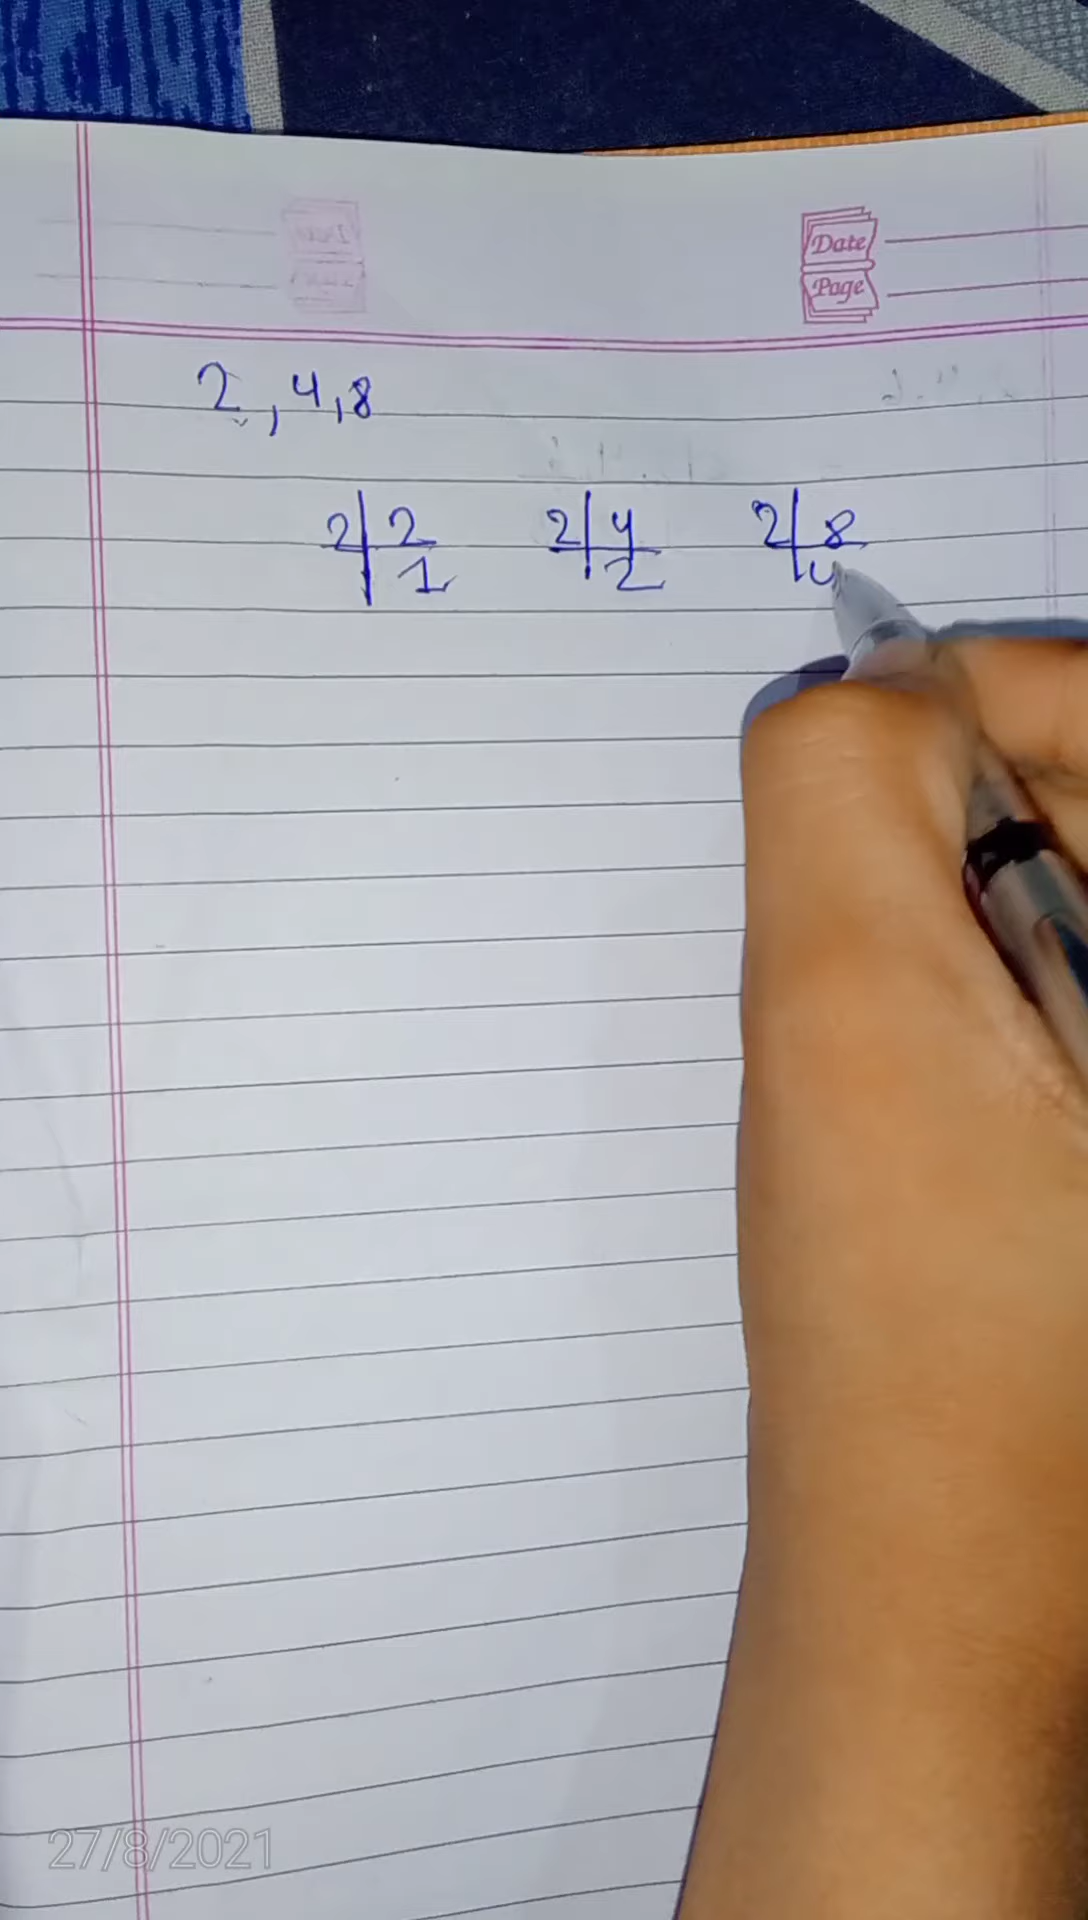 Date
Page
2, 4, 8
2 | 2   2 | 4   2 | 8
1   2   4
27/8/2021